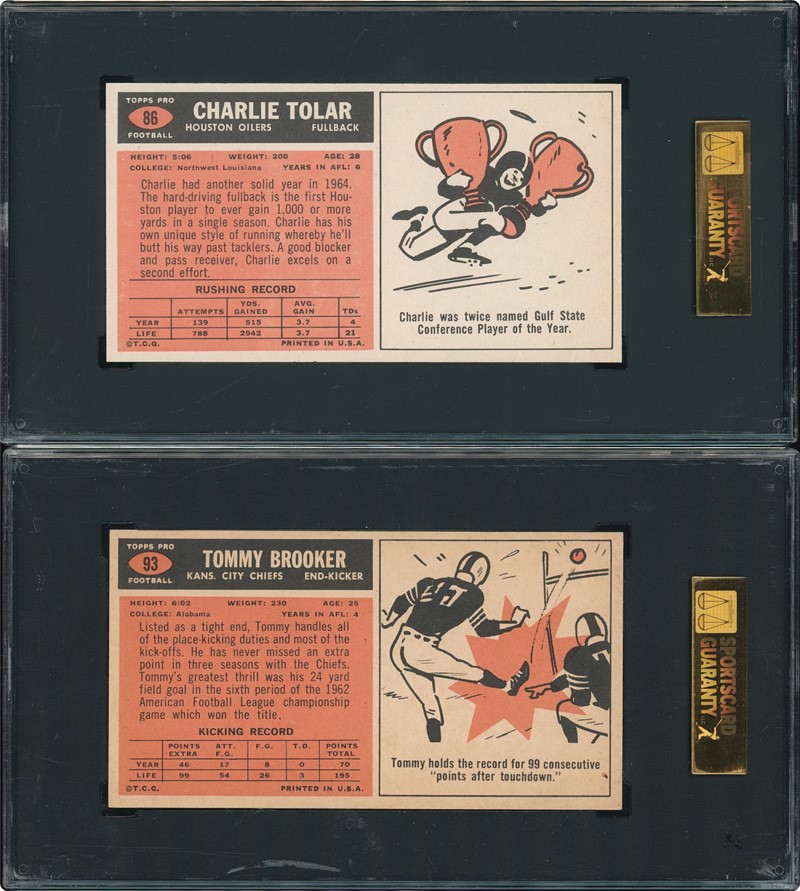 TOPPS PRO
86
FOOTBALL
CHARLIE TOLAR
HOUSTON OILERS FULLBACK
HEIGHT: 5:06 WEIGHT: 200 AGE: 28
COLLEGE: Northwest Louisiana YEARS IN AFL: 6
Charlie had another solid year in 1964.
The hard-driving fullback is the first Hou-
ston player to ever gain 1,000 or more
yards in a single season. Charlie has his
own unique style of running whereby he'll
butt his way past tacklers. A good blocker
and pass receiver, Charlie excels on a
second effort.
RUSHING RECORD
ATTEMPTS YDS. GAINED AVG. GAIN TDs
YEAR 139 515 3.7 4
LIFE 788 2942 3.7 21
©T.C.G. PRINTED IN U.S.A.
Charlie was twice named Gulf State
Conference Player of the Year.
SPORTSCARD
GUARANTY LLC
TOPPS PRO
93
FOOTBALL
TOMMY BROOKER
KANS. CITY CHIEFS END-KICKER
HEIGHT: 6:02 WEIGHT: 230 AGE: 25
COLLEGE: Alabama YEARS IN AFL: 4
Listed as a tight end, Tommy handles all
of the place-kicking duties and most of the
kick-offs. He has never missed an extra
point in three seasons with the Chiefs.
Tommy's greatest thrill was his 24 yard
field goal in the sixth period of the 1962
American Football League championship
game which won the title.
KICKING RECORD
POINTS EXTRA ATT. F.G. F.G. T.D. POINTS TOTAL
YEAR 46 17 8 0 70
LIFE 99 54 26 3 195
©T.C.G. PRINTED IN U.S.A.
Tommy holds the record for 99 consecutive
"points after touchdown."
SPORTSCARD
GUARANTY LLC